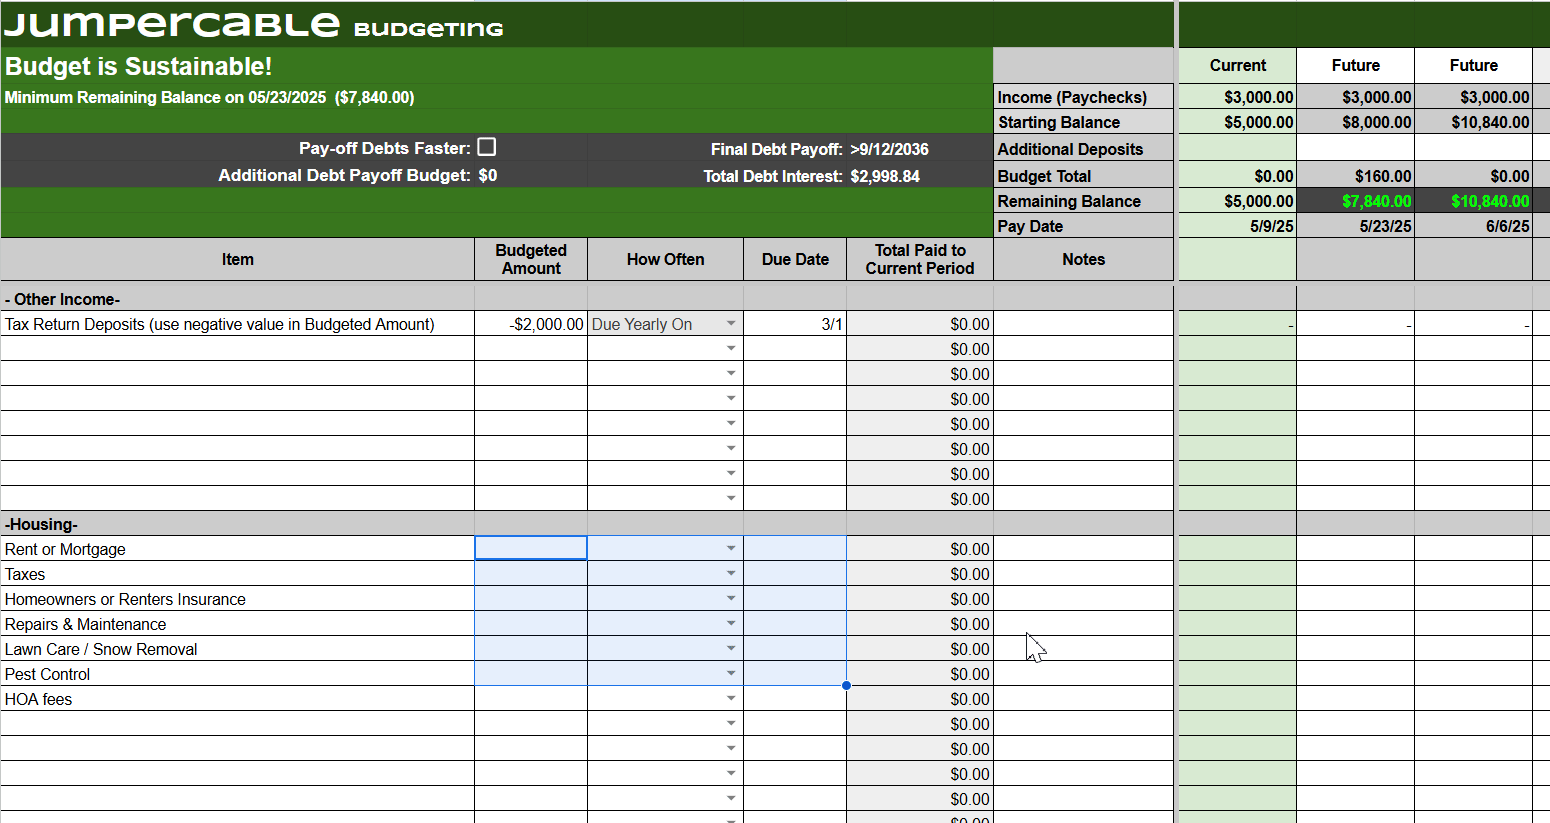 JUMPERCABLE BUDGETING
Budget is Sustainable!
Current Future Future
Minimum Remaining Balance on 05/23/2025 ($7,840.00)
Income (Paychecks) $3,000.00 $3,000.00 $3,000.00
Starting Balance $5,000.00 $8,000.00 $10,840.00
Pay-off Debts Faster: Final Debt Payoff: >9/12/2036 Additional Deposits
Additional Debt Payoff Budget: $0 Total Debt Interest: $2,998.84 Budget Total $0.00 $160.00 $0.00
Remaining Balance $5,000.00 $7,840.00 $10,840.00
Pay Date 5/9/25 5/23/25 6/6/25
Item Budgeted Amount How Often Due Date Total Paid to Current Period Notes
- Other Income-
Tax Return Deposits (use negative value in Budgeted Amount) -$2,000.00 Due Yearly On 3/1 $0.00 - - -
$0.00
$0.00
$0.00
$0.00
$0.00
$0.00
$0.00
-Housing-
Rent or Mortgage $0.00
Taxes $0.00
Homeowners or Renters Insurance $0.00
Repairs & Maintenance $0.00
Lawn Care / Snow Removal $0.00
Pest Control $0.00
HOA fees $0.00
$0.00
$0.00
$0.00
$0.00